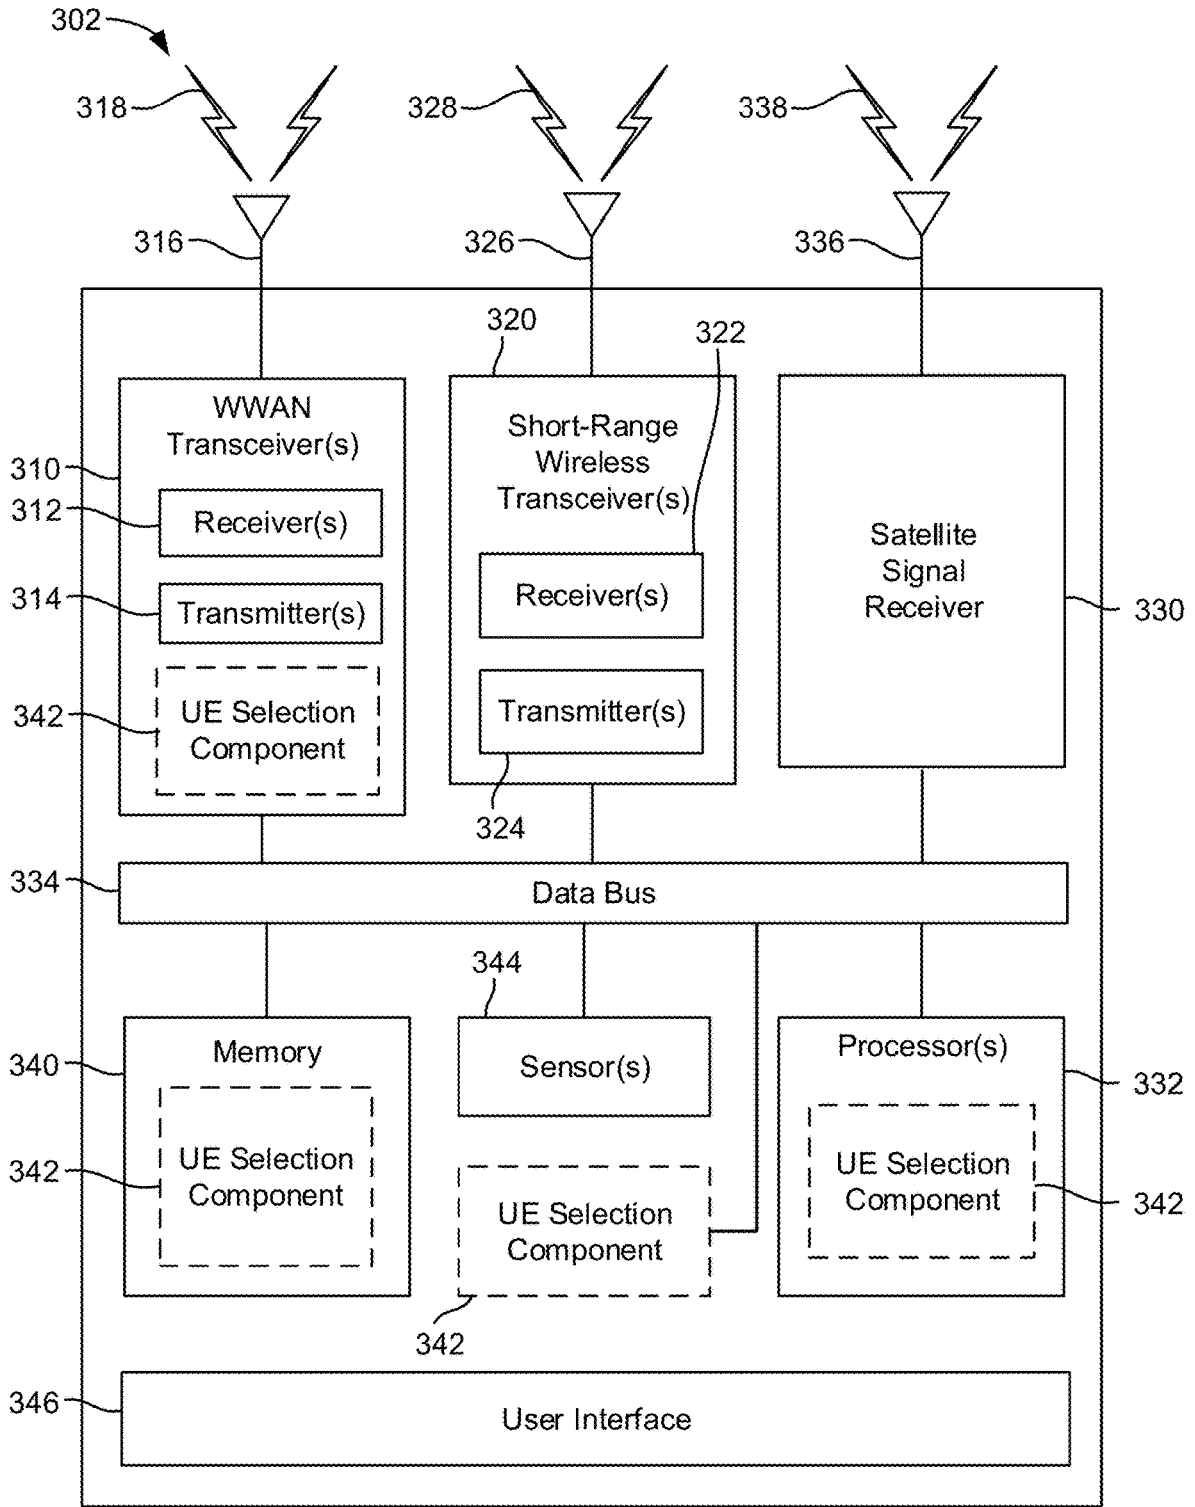 302
318
328
338
316
326
336
320
322
WWAN
Transceiver(s)
310
312
Receiver(s)
314
Transmitter(s)
342
UE Selection
Component
Short-Range
Wireless
Transceiver(s)
Receiver(s)
Transmitter(s)
324
Satellite
Signal
Receiver
330
334
Data Bus
344
340
Memory
342
UE Selection
Component
Sensor(s)
UE Selection
Component
342
Processor(s)
332
UE Selection
Component
342
346
User Interface